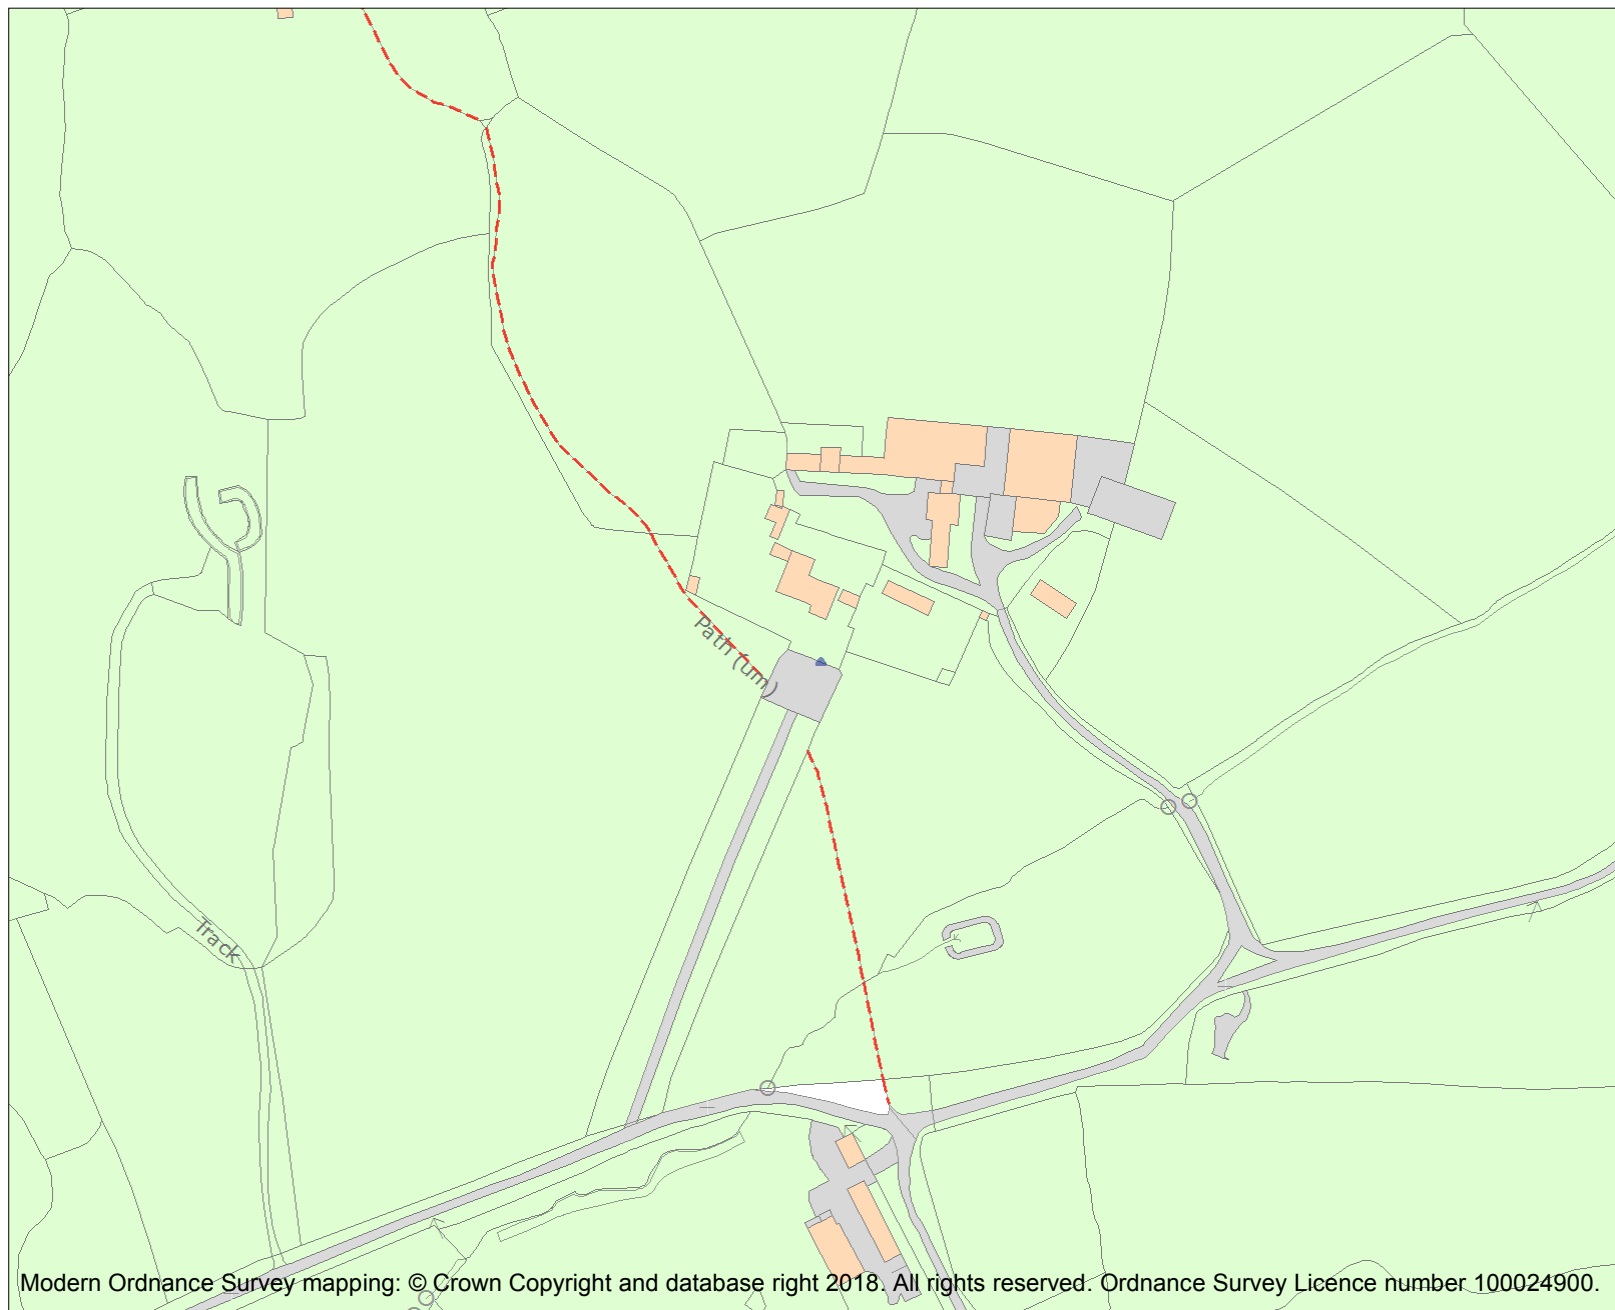 Path (um)
Track
Modern Ordnance Survey mapping: © Crown Copyright and database right 2018. All rights reserved. Ordnance Survey Licence number 100024900.